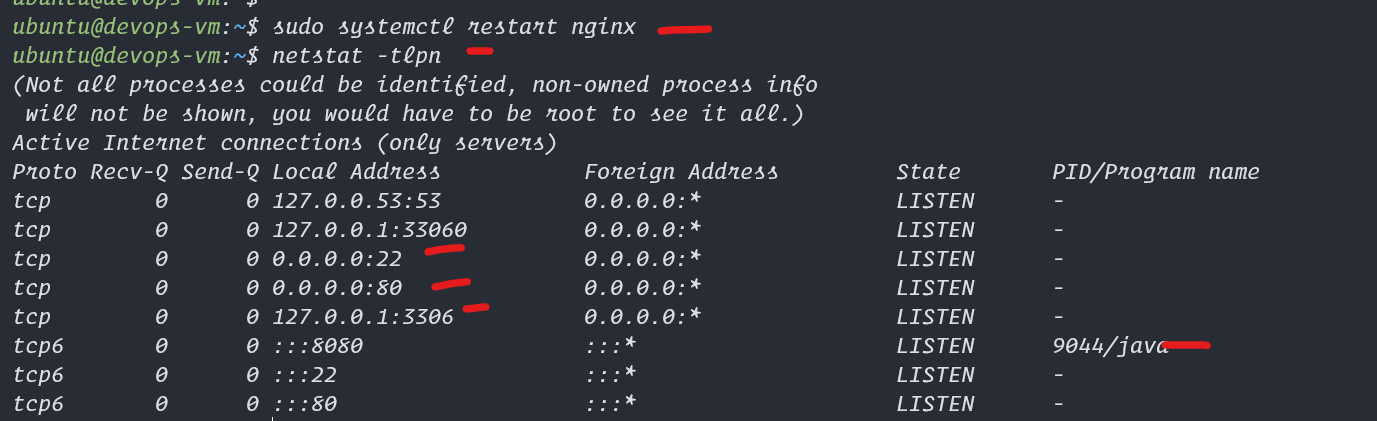 ubuntu@devops-vm:~$
ubuntu@devops-vm:~$ sudo systemctl restart nginx
ubuntu@devops-vm:~$ netstat -tlpn
(Not all processes could be identified, non-owned process info
 will not be shown, you would have to be root to see it all.)
Active Internet connections (only servers)
Proto Recv-Q Send-Q Local Address           Foreign Address         State       PID/Program name
tcp        0      0 127.0.0.53:53           0.0.0.0:*               LISTEN      -
tcp        0      0 127.0.0.1:33060         0.0.0.0:*               LISTEN      -
tcp        0      0 0.0.0.0:22              0.0.0.0:*               LISTEN      -
tcp        0      0 0.0.0.0:80              0.0.0.0:*               LISTEN      -
tcp        0      0 127.0.0.1:3306          0.0.0.0:*               LISTEN      -
tcp6       0      0 :::8080                 :::*                    LISTEN      9044/java
tcp6       0      0 :::22                   :::*                    LISTEN      -
tcp6       0      0 :::80                   :::*                    LISTEN      -